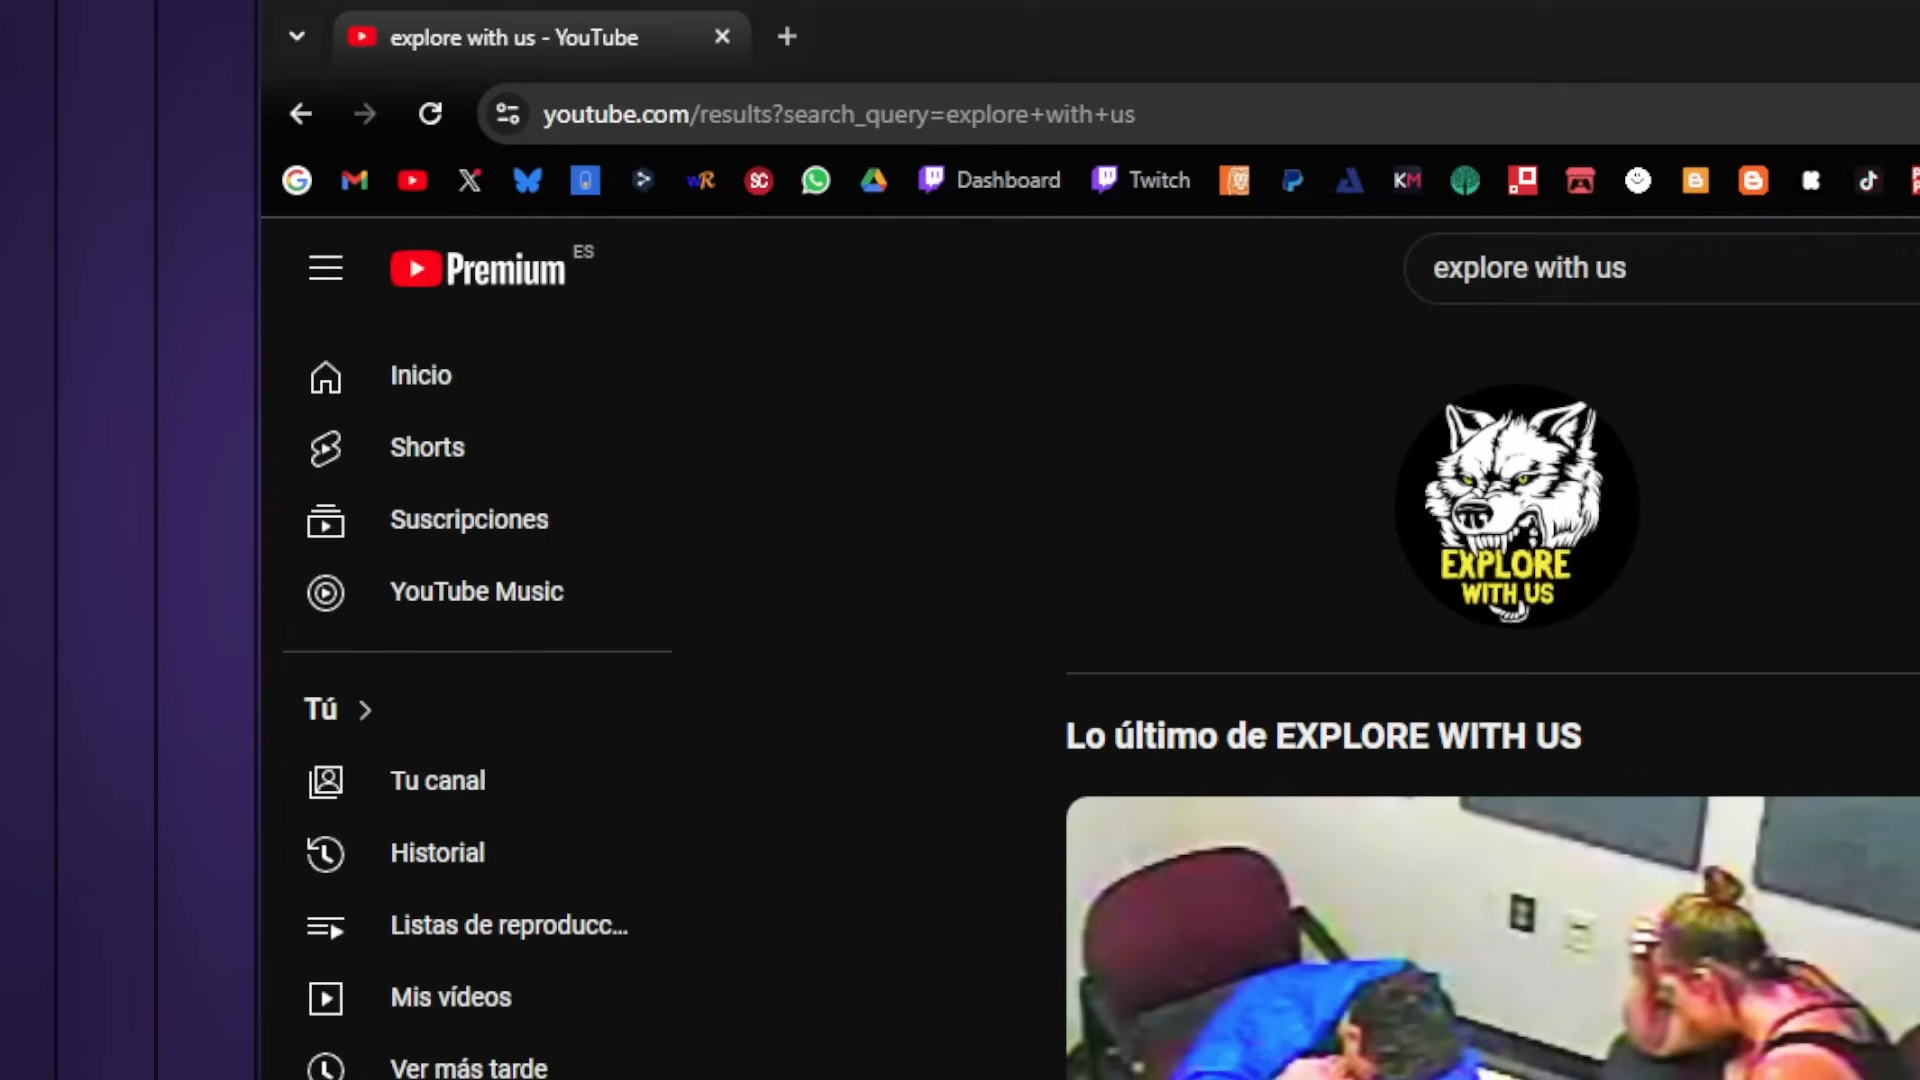 explore with us - YouTube
youtube.com/results?search_query=explore+with+us
SC Dashboard Twitch KM
Premium ES
explore with us
Inicio
Shorts
Suscripciones
YouTube Music
EXPLORE
WITH US
Tú
Lo último de EXPLORE WITH US
Tu canal
Historial
Listas de reproducc...
Mis vídeos
Ver más tarde